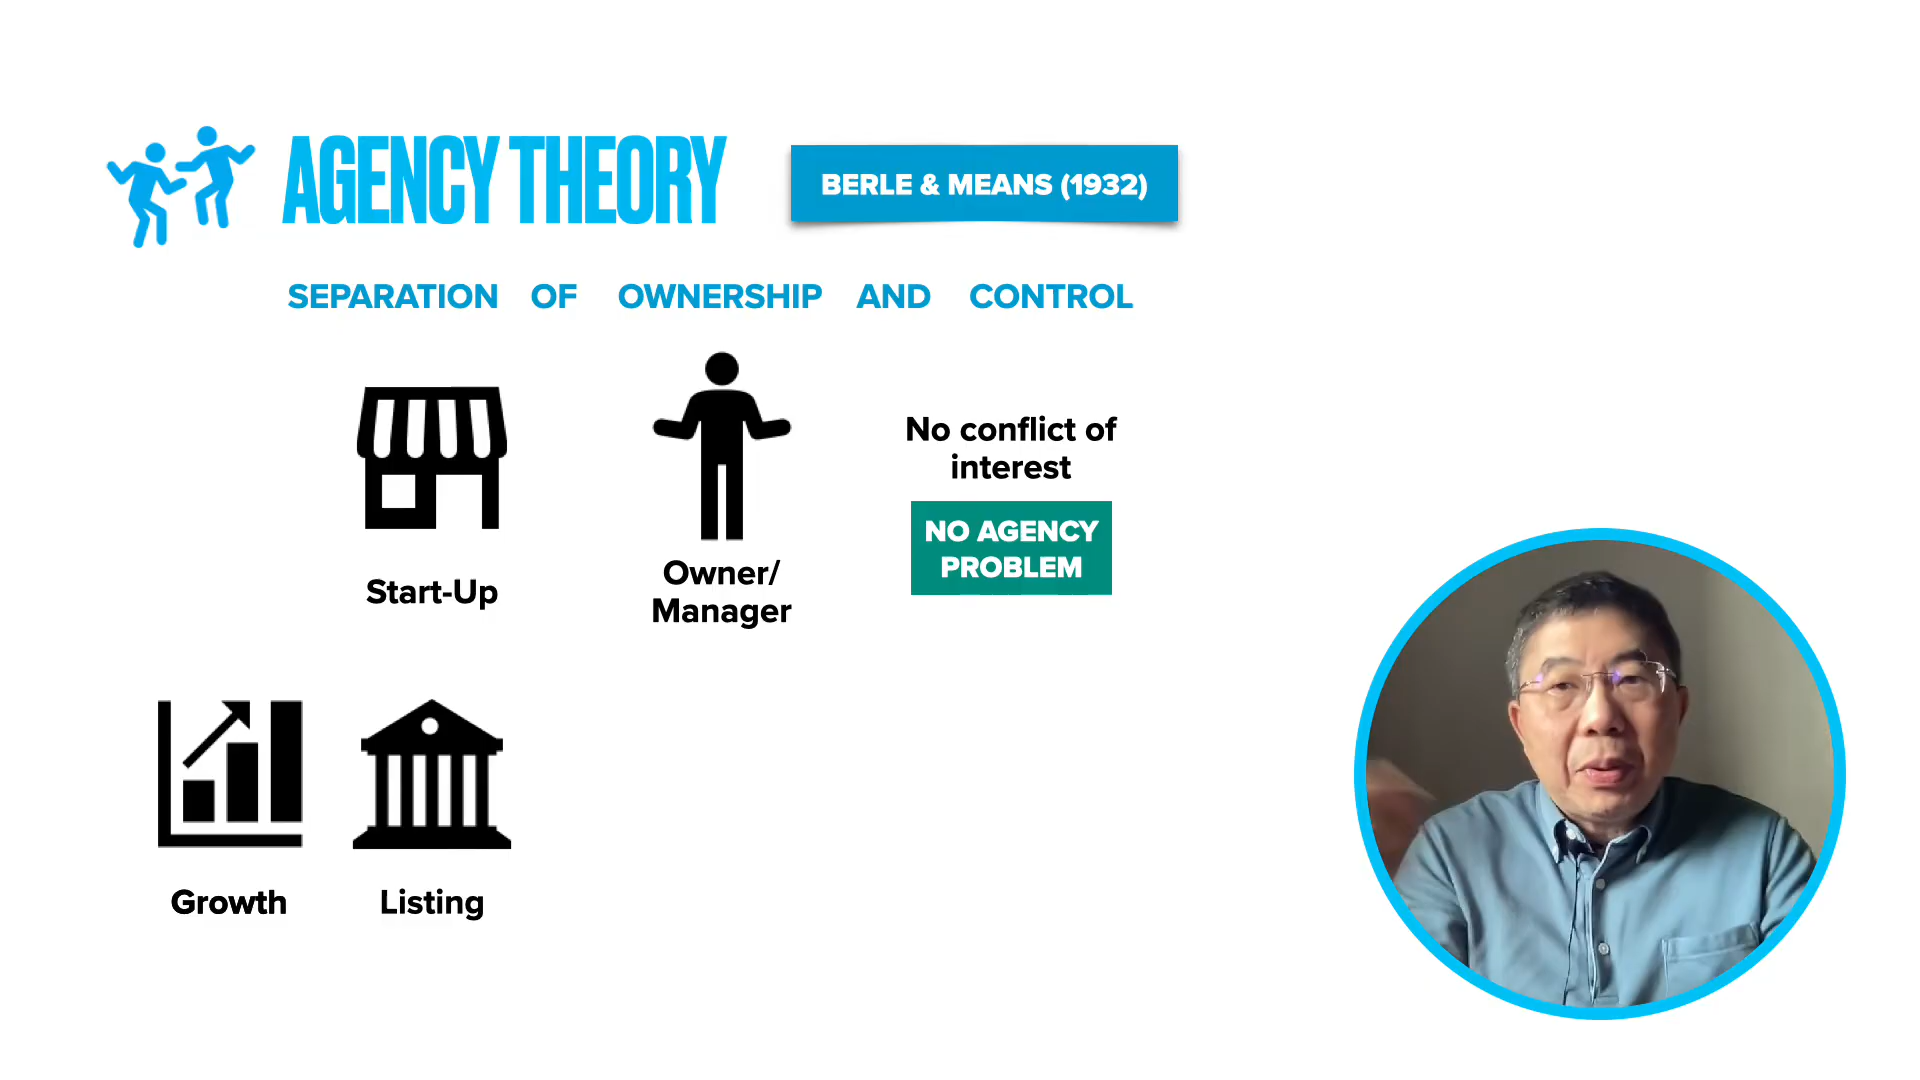 AGENCY THEORY
BERLE & MEANS (1932)
SEPARATION OF OWNERSHIP AND CONTROL
No conflict of
interest
NO AGENCY
PROBLEM
Start-Up
Owner/
Manager
Growth
Listing